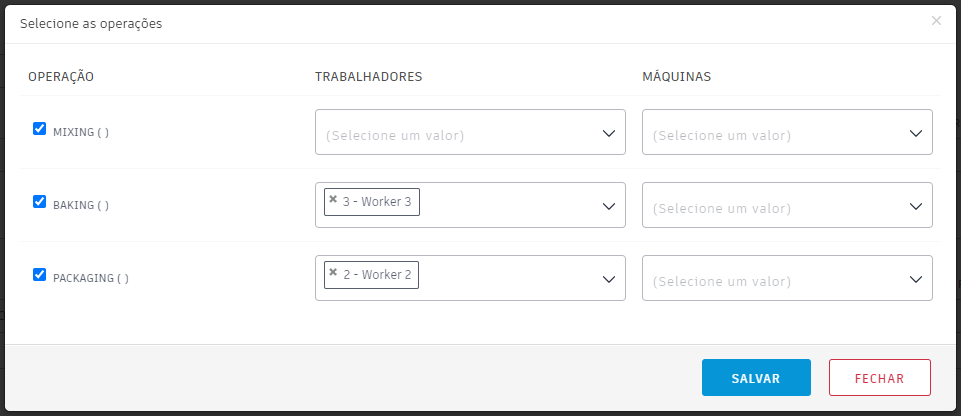 Selecione as operações ×
OPERAÇÃO TRABALHADORES MÁQUINAS
MIXING ( ) (Selecione um valor) (Selecione um valor)
BAKING ( ) × 3 - Worker 3 (Selecione um valor)
PACKAGING ( ) × 2 - Worker 2 (Selecione um valor)
SALVAR FECHAR